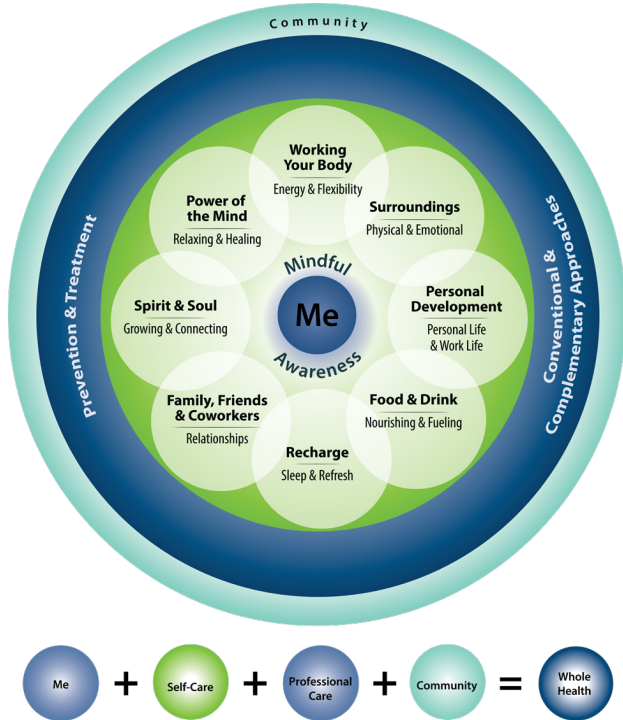 Community
Prevention & Treatment
Conventional &
Complementary Approaches
Working
Your Body
Energy & Flexibility
Surroundings
Physical & Emotional
Personal
Development
Personal Life
& Work Life
Food & Drink
Nourishing & Fueling
Recharge
Sleep & Refresh
Family, Friends
& Coworkers
Relationships
Spirit & Soul
Growing & Connecting
Power of
the Mind
Relaxing & Healing
Mindful
Me
Awareness
Me + Self-Care + Professional Care + Community = Whole Health